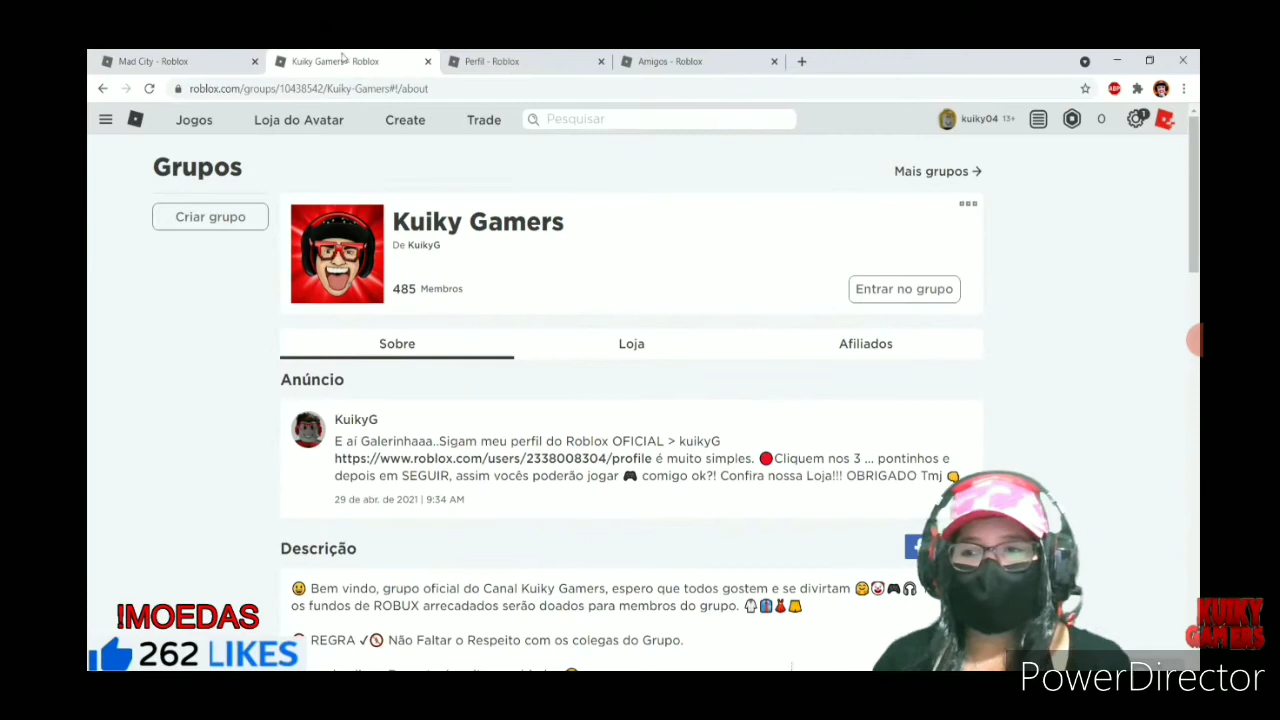 Mad City - Roblox
Kuiky Gamers - Roblox
Perfil - Roblox
Amigos - Roblox
roblox.com/groups/10438542/Kuiky-Gamers#!/about
ABP
Jogos
Loja do Avatar
Create
Trade
Pesquisar
kuiky04 13+
0
1
Grupos
Mais grupos
Criar grupo
Kuiky Gamers
De KuikyG
485 Membros
Entrar no grupo
Sobre
Loja
Afiliados
Anúncio
KuikyG
E aí Galerinhaaa..Sigam meu perfil do Roblox OFICIAL > kuikyG
https://www.roblox.com/users/2338008304/profile é muito simples. 🔴Cliquem nos 3 ... pontinhos e
depois em SEGUIR, assim vocês poderão jogar 🎮 comigo ok?! Confira nossa Loja!!! OBRIGADO Tmj 👊
29 de abr. de 2021 | 9:34 AM
Descrição
😃 Bem vindo, grupo oficial do Canal Kuiky Gamers, espero que todos gostem e se divirtam 🤗🤡🎮🎧
os fundos de ROBUX arrecadados serão doados para membros do grupo.
REGRA ✓🚫 Não Faltar o Respeito com os colegas do Grupo.
!MOEDAS
262 LIKES
KUIKY
GAMERS
PowerDirector